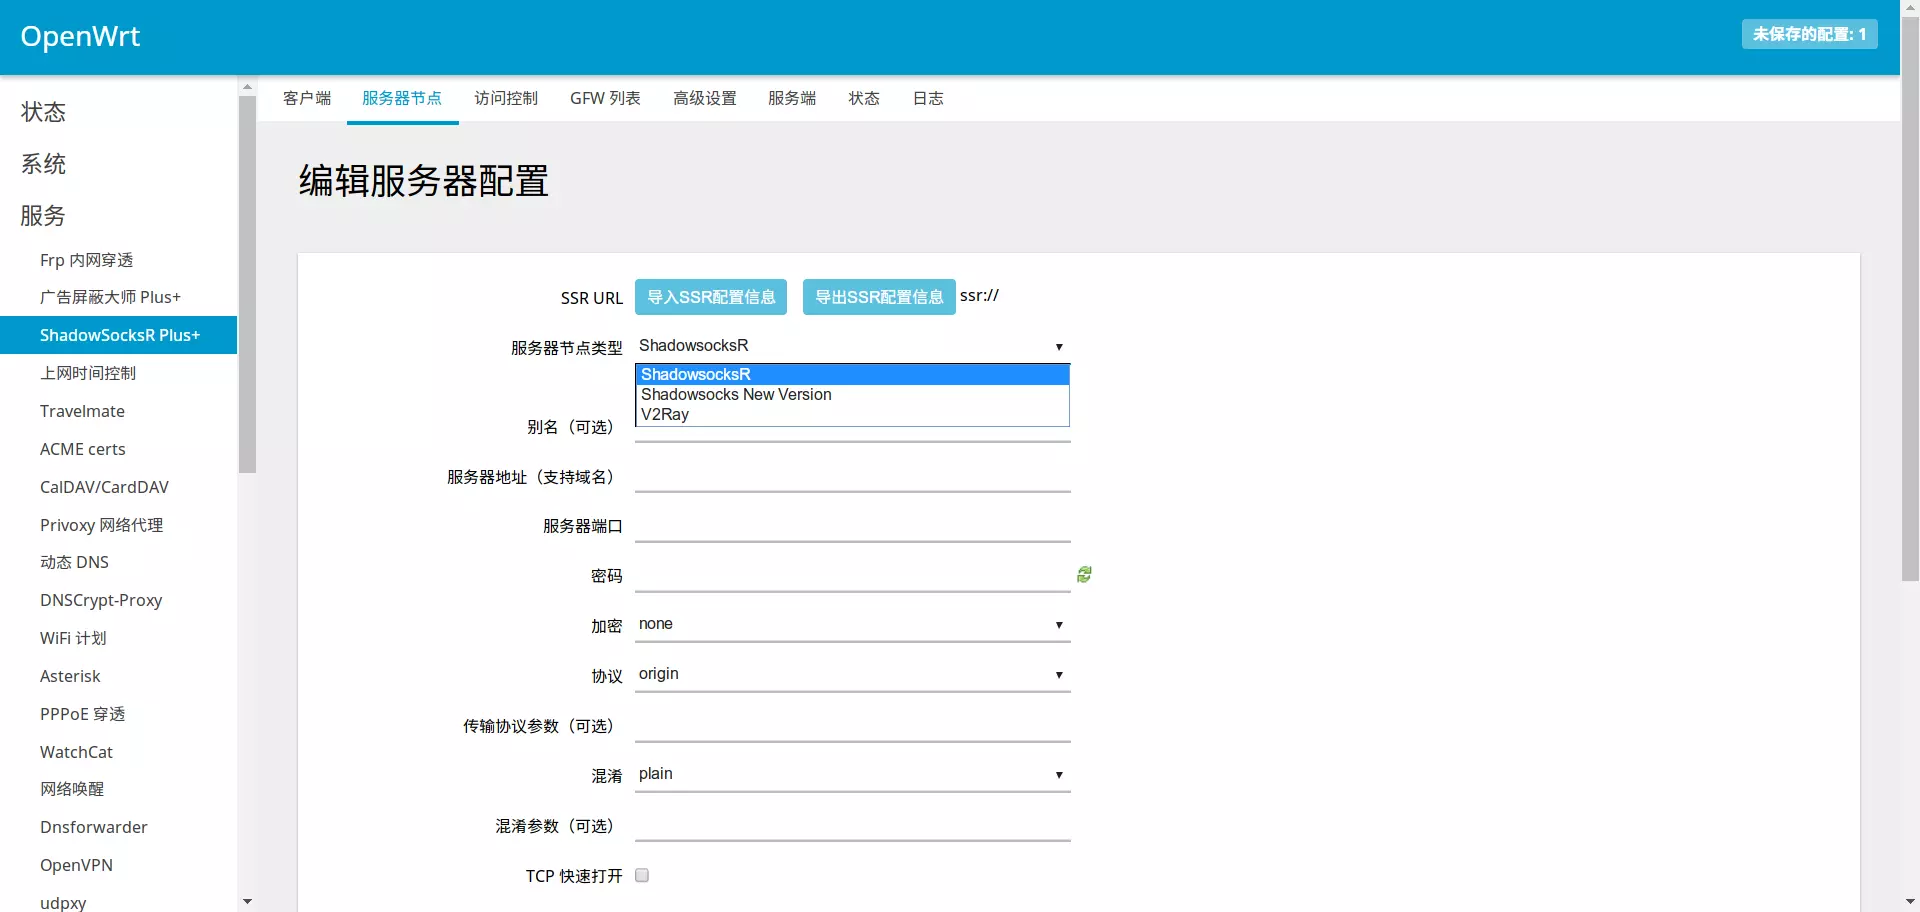 OpenWrt
未保存的配置: 1
状态
系统
服务
Frp 内网穿透
广告屏蔽大师 Plus+
ShadowSocksR Plus+
上网时间控制
Travelmate
ACME certs
CalDAV/CardDAV
Privoxy 网络代理
动态 DNS
DNSCrypt-Proxy
WiFi 计划
Asterisk
PPPoE 穿透
WatchCat
网络唤醒
Dnsforwarder
OpenVPN
udpxy
客户端 服务器节点 访问控制 GFW 列表 高级设置 服务端 状态 日志
编辑服务器配置
SSR URL 导入SSR配置信息 导出SSR配置信息 ssr://
服务器节点类型 ShadowsocksR
ShadowsocksR
Shadowsocks New Version
V2Ray
别名（可选）
服务器地址（支持域名）
服务器端口
密码
加密 none
协议 origin
传输协议参数（可选）
混淆 plain
混淆参数（可选）
TCP 快速打开